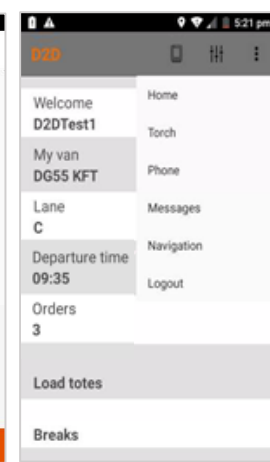 5:21 pm
D2D
Welcome
D2DTest1
My van
DG55 KFT
Lane
C
Departure time
09:35
Orders
3
Load totes
Breaks
Home
Torch
Phone
Messages
Navigation
Logout